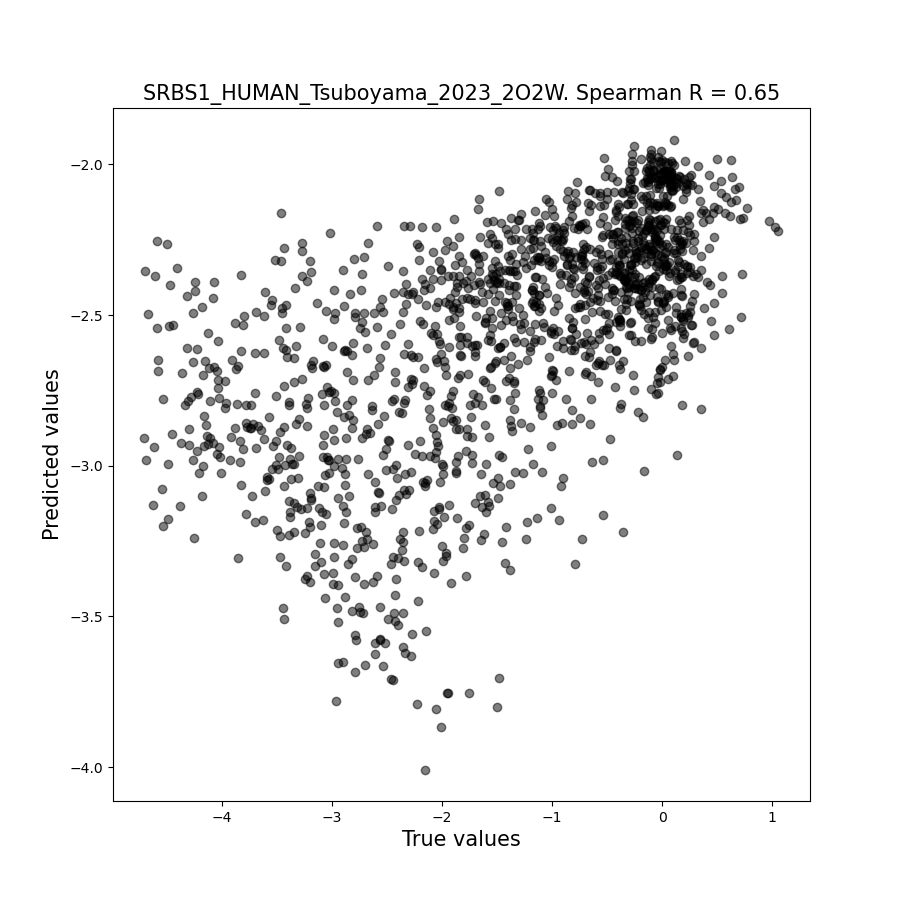 SRBS1_HUMAN_Tsuboyama_2023_2O2W. Spearman R = 0.65
−2.0
−2.5
−3.0
−3.5
−4.0
Predicted values
−4 −3 −2 −1 0 1
True values